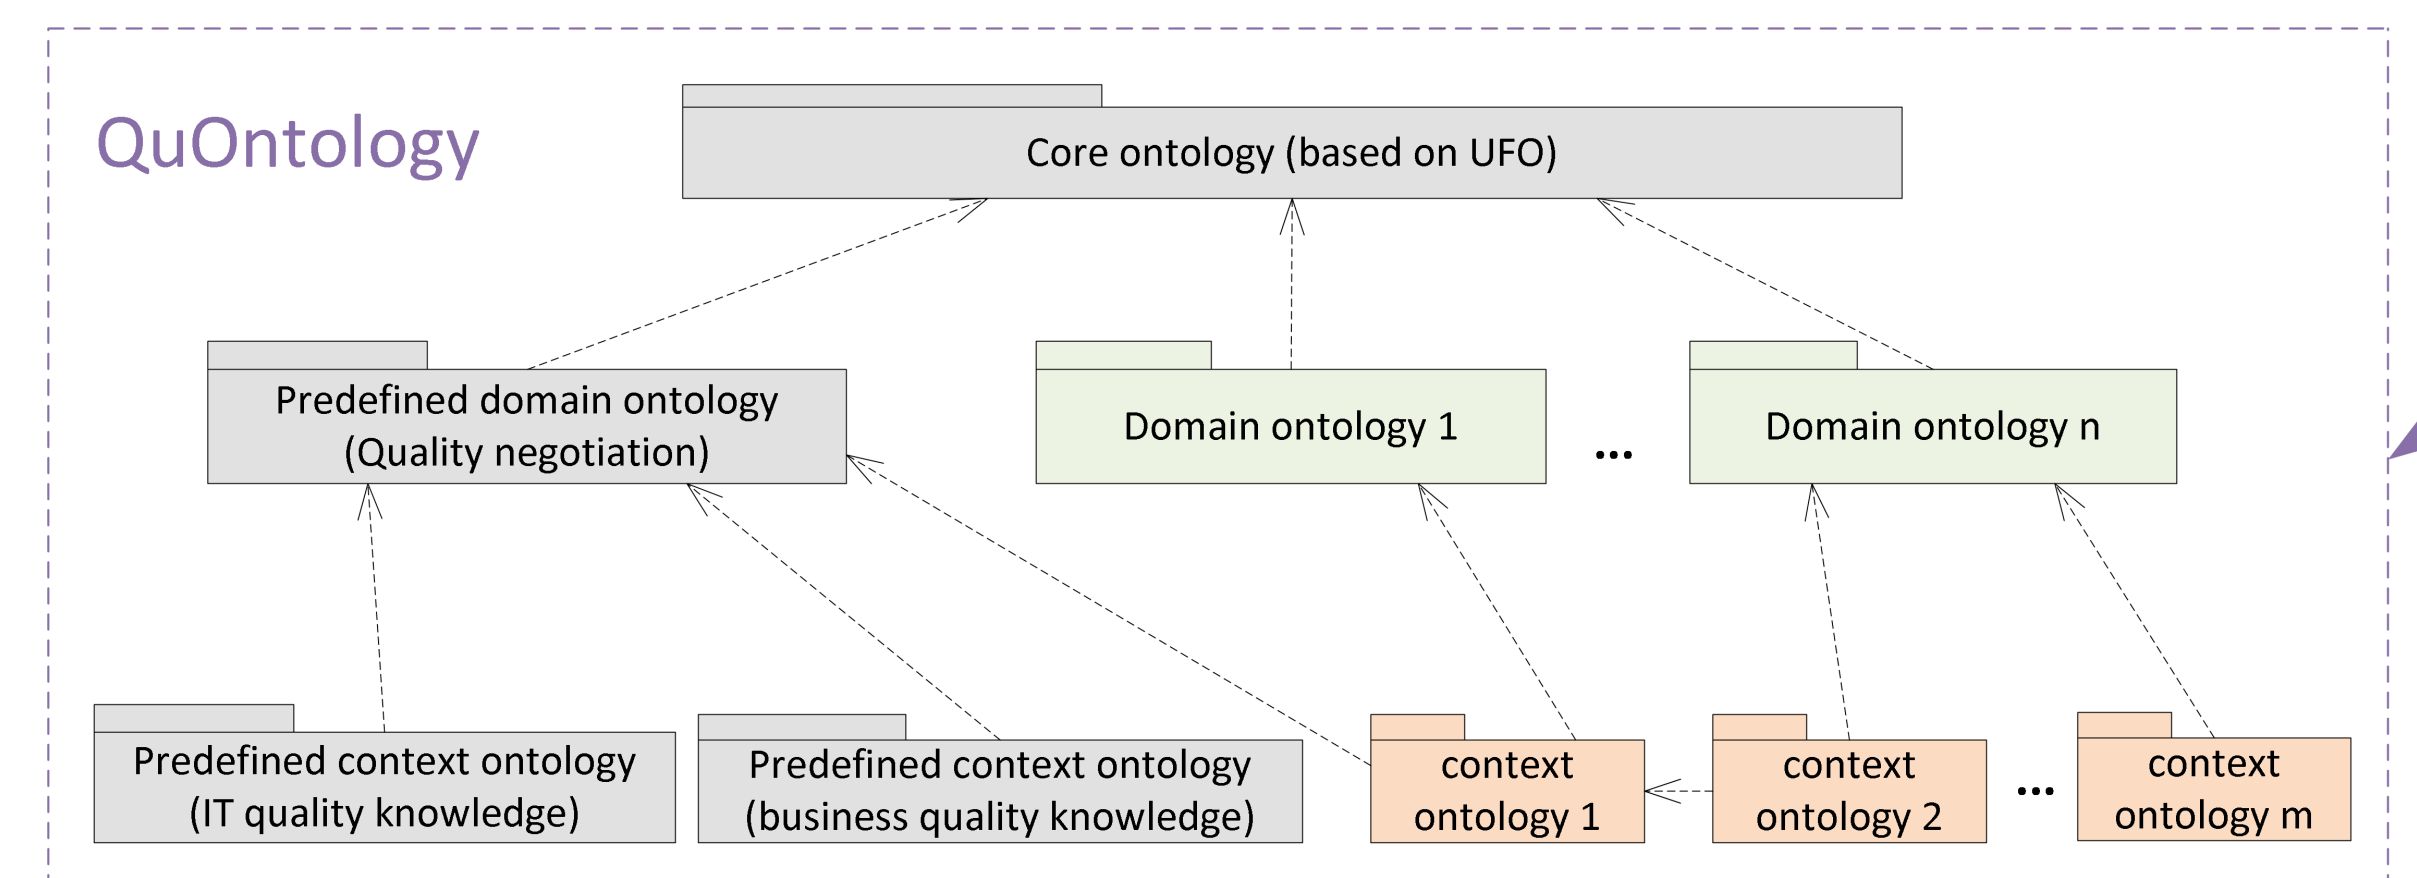 QuOntology
Core ontology (based on UFO)
Predefined domain ontology
(Quality negotiation)
Domain ontology 1
...
Domain ontology n
Predefined context ontology
(IT quality knowledge)
Predefined context ontology
(business quality knowledge)
context
ontology 1
context
ontology 2
...
context
ontology m